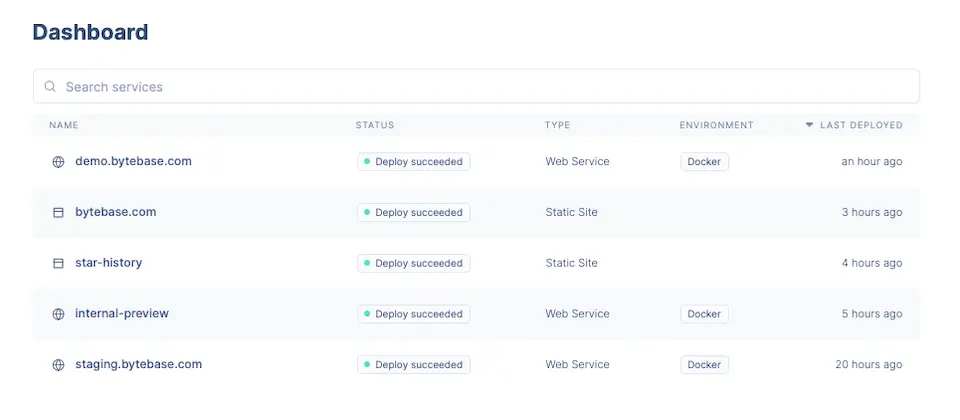 Dashboard
Search services
NAME STATUS TYPE ENVIRONMENT LAST DEPLOYED
demo.bytebase.com Deploy succeeded Web Service Docker an hour ago
bytebase.com Deploy succeeded Static Site 3 hours ago
star-history Deploy succeeded Static Site 4 hours ago
internal-preview Deploy succeeded Web Service Docker 5 hours ago
staging.bytebase.com Deploy succeeded Web Service Docker 20 hours ago